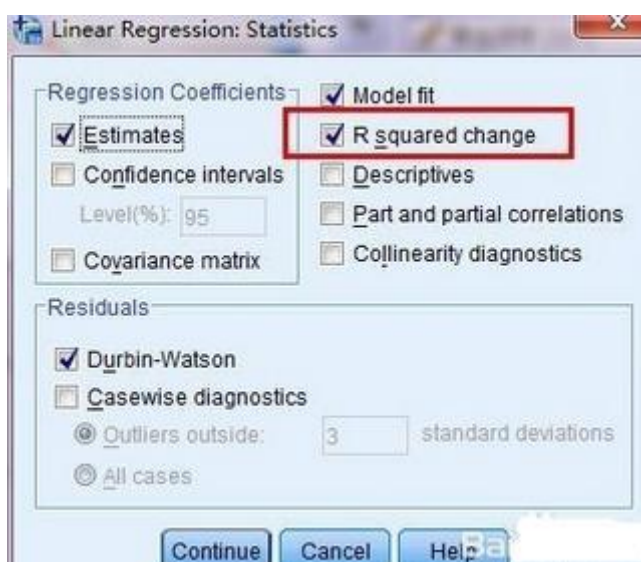 Linear Regression: Statistics
Regression Coefficients
Estimates
Confidence intervals
Level(%): 95
Covariance matrix
Model fit
R squared change
Descriptives
Part and partial correlations
Collinearity diagnostics
Residuals
Durbin-Watson
Casewise diagnostics
Outliers outside: 3 standard deviations
All cases
Continue Cancel Help